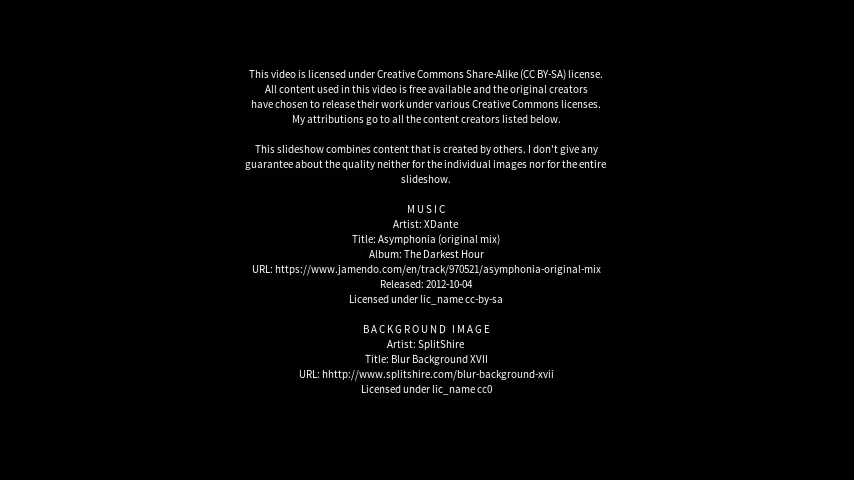 This video is licensed under Creative Commons Share-Alike (CC BY-SA) license.
All content used in this video is free available and the original creators
have chosen to release their work under various Creative Commons licenses.
My attributions go to all the content creators listed below.
This slideshow combines content that is created by others. I don't give any
guarantee about the quality neither for the individual images nor for the entire
slideshow.
MUSIC
Artist: XDante
Title: Asymphonia (original mix)
Album: The Darkest Hour
URL: https://www.jamendo.com/en/track/970521/asymphonia-original-mix
Released: 2012-10-04
Licensed under lic_name cc-by-sa
BACKGROUND IMAGE
Artist: SplitShire
Title: Blur Background XVII
URL: hhttp://www.splitshire.com/blur-background-xvii
Licensed under lic_name cc0